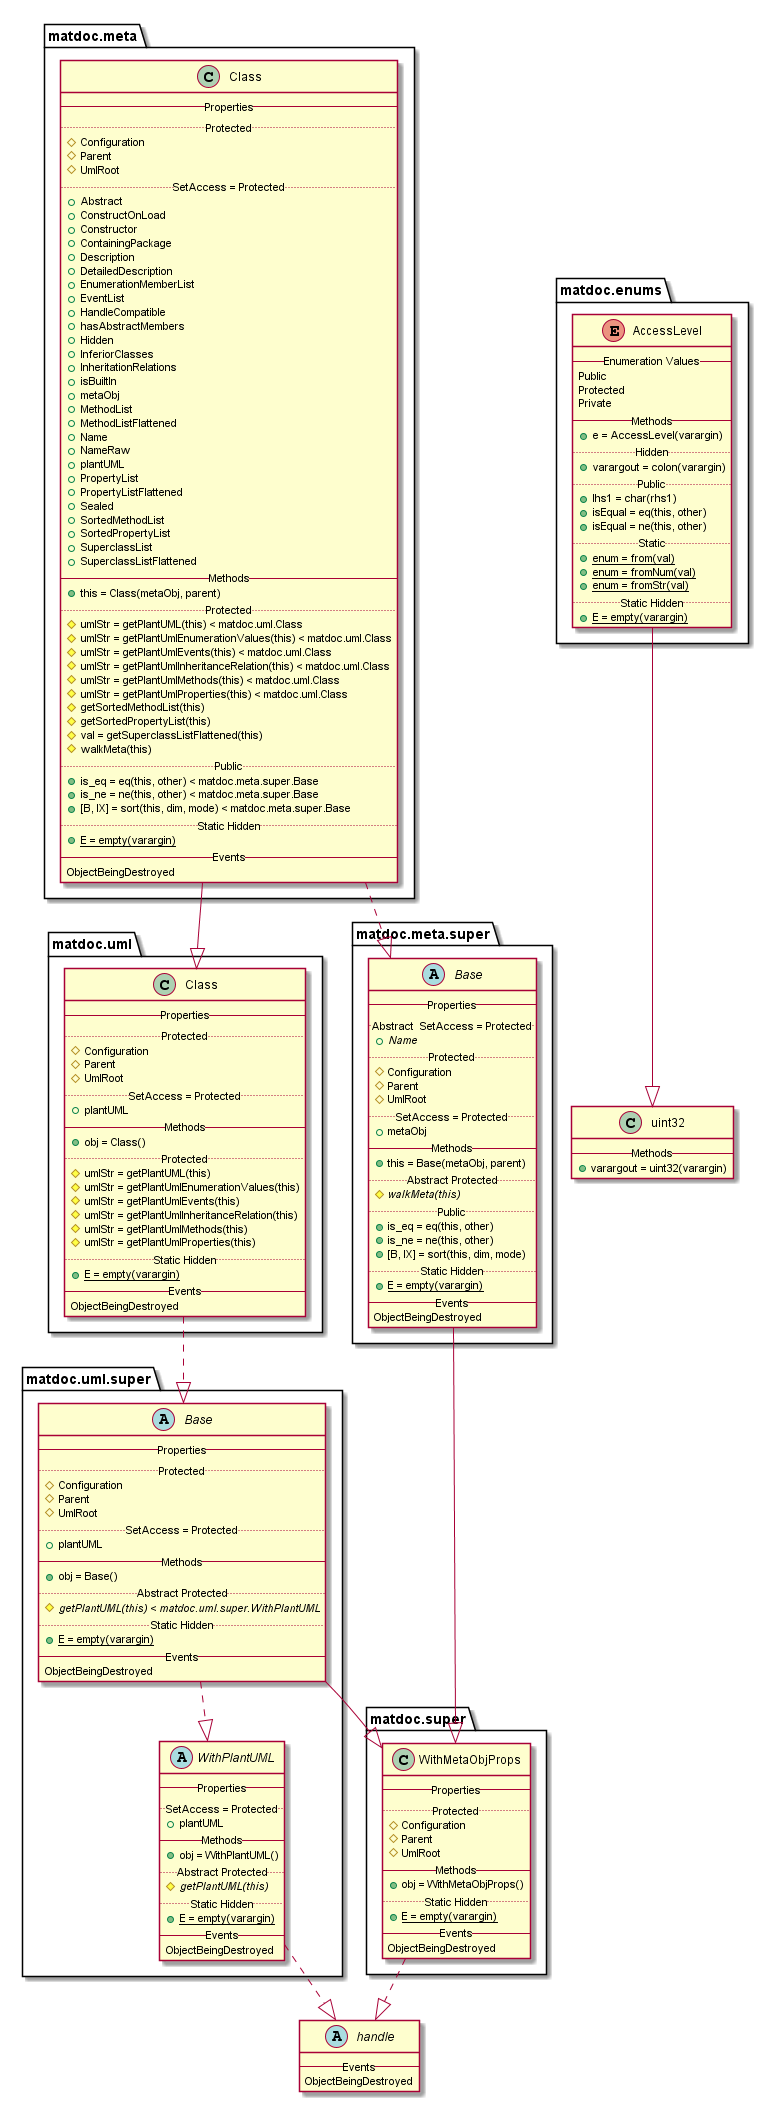 matdoc.meta
C Class
Properties
Protected
Configuration
Parent
UmlRoot
SetAccess = Protected
Abstract
ConstructOnLoad
Constructor
ContainingPackage
Description
DetailedDescription
EnumerationMemberList
EventList
HandleCompatible
hasAbstractMembers
Hidden
InferiorClasses
InheritationRelations
isBuiltIn
metaObj
MethodList
MethodListFlattened
Name
NameRaw
plantUML
PropertyList
PropertyListFlattened
Sealed
SortedMethodList
SortedPropertyList
SuperclassList
SuperclassListFlattened
Methods
this = Class(metaObj, parent)
Protected
umlStr = getPlantUML(this) < matdoc.uml.Class
umlStr = getPlantUmlEnumerationValues(this) < matdoc.uml.Class
umlStr = getPlantUmlEvents(this) < matdoc.uml.Class
umlStr = getPlantUmlInheritanceRelation(this) < matdoc.uml.Class
umlStr = getPlantUmlMethods(this) < matdoc.uml.Class
umlStr = getPlantUmlProperties(this) < matdoc.uml.Class
getSortedMethodList(this)
getSortedPropertyList(this)
val = getSuperclassListFlattened(this)
walkMeta(this)
Public
is_eq = eq(this, other) < matdoc.meta.super.Base
is_ne = ne(this, other) < matdoc.meta.super.Base
[B, IX] = sort(this, dim, mode) < matdoc.meta.super.Base
Static Hidden
E = empty(varargin)
Events
ObjectBeingDestroyed
matdoc.enums
E AccessLevel
Enumeration Values
Public
Protected
Private
Methods
e = AccessLevel(varargin)
Hidden
varargout = colon(varargin)
Public
lhs1 = char(rhs1)
isEqual = eq(this, other)
isEqual = ne(this, other)
Static
enum = from(val)
enum = fromNum(val)
enum = fromStr(val)
Static Hidden
E = empty(varargin)
matdoc.uml
C Class
Properties
Protected
Configuration
Parent
UmlRoot
SetAccess = Protected
plantUML
Methods
obj = Class()
Protected
umlStr = getPlantUML(this)
umlStr = getPlantUmlEnumerationValues(this)
umlStr = getPlantUmlEvents(this)
umlStr = getPlantUmlInheritanceRelation(this)
umlStr = getPlantUmlMethods(this)
umlStr = getPlantUmlProperties(this)
Static Hidden
E = empty(varargin)
Events
ObjectBeingDestroyed
matdoc.meta.super
A Base
Properties
Abstract SetAccess = Protected
Name
Protected
Configuration
Parent
UmlRoot
SetAccess = Protected
metaObj
Methods
this = Base(metaObj, parent)
Abstract Protected
walkMeta(this)
Public
is_eq = eq(this, other)
is_ne = ne(this, other)
[B, IX] = sort(this, dim, mode)
Static Hidden
E = empty(varargin)
Events
ObjectBeingDestroyed
C uint32
Methods
varargout = uint32(varargin)
matdoc.uml.super
A Base
Properties
Protected
Configuration
Parent
UmlRoot
SetAccess = Protected
plantUML
Methods
obj = Base()
Abstract Protected
getPlantUML(this) < matdoc.uml.super.WithPlantUML
Static Hidden
E = empty(varargin)
Events
ObjectBeingDestroyed
A WithPlantUML
Properties
SetAccess = Protected
plantUML
Methods
obj = WithPlantUML()
Abstract Protected
getPlantUML(this)
Static Hidden
E = empty(varargin)
Events
ObjectBeingDestroyed
matdoc.super
C WithMetaObjProps
Properties
Protected
Configuration
Parent
UmlRoot
Methods
obj = WithMetaObjProps()
Static Hidden
E = empty(varargin)
Events
ObjectBeingDestroyed
A handle
Events
ObjectBeingDestroyed